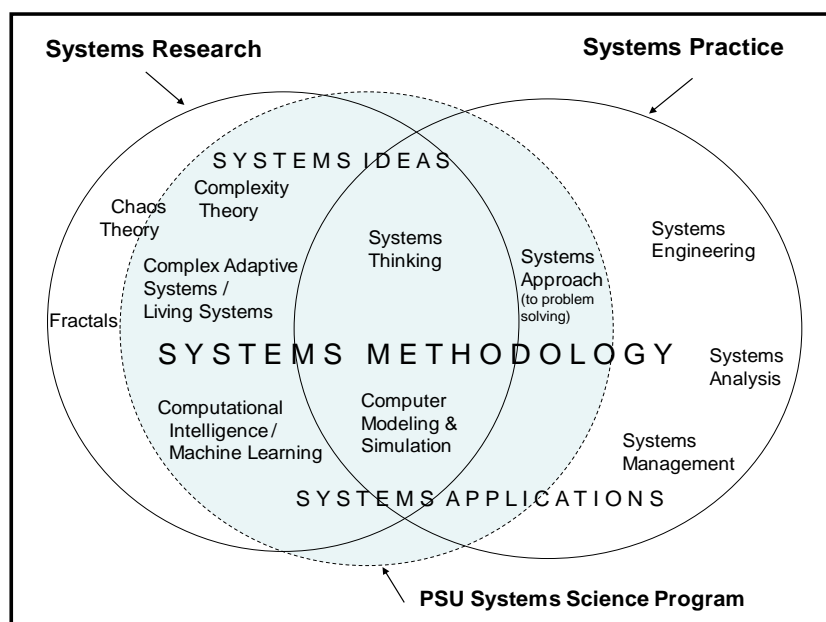 Systems Research
Systems Practice
SYSTEMS IDEAS
Complexity
Theory
Chaos
Theory
Systems
Thinking
Systems
Engineering
Complex Adaptive
Systems /
Living Systems
Systems
Approach
(to problem
solving)
Fractals
SYSTEMS METHODOLOGY
Systems
Analysis
Computational
Intelligence /
Machine Learning
Computer
Modeling &
Simulation
Systems
Management
SYSTEMS APPLICATIONS
PSU Systems Science Program